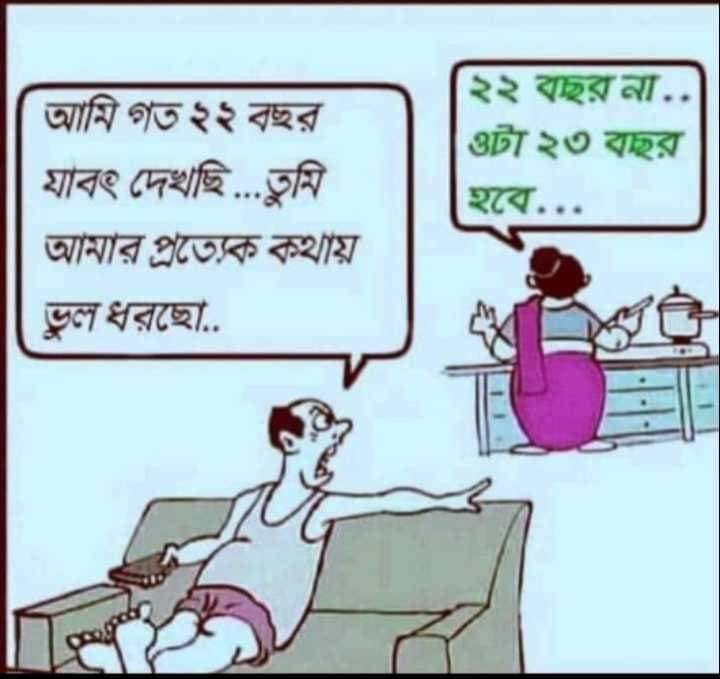 আমি গত ২২ বছর
যাবৎ দেখছি ...তুমি
আমার প্রত্যেক কথায়
ভুল ধরছো..
২২ বছর না..
ওটা ২৩ বছর
হবে...